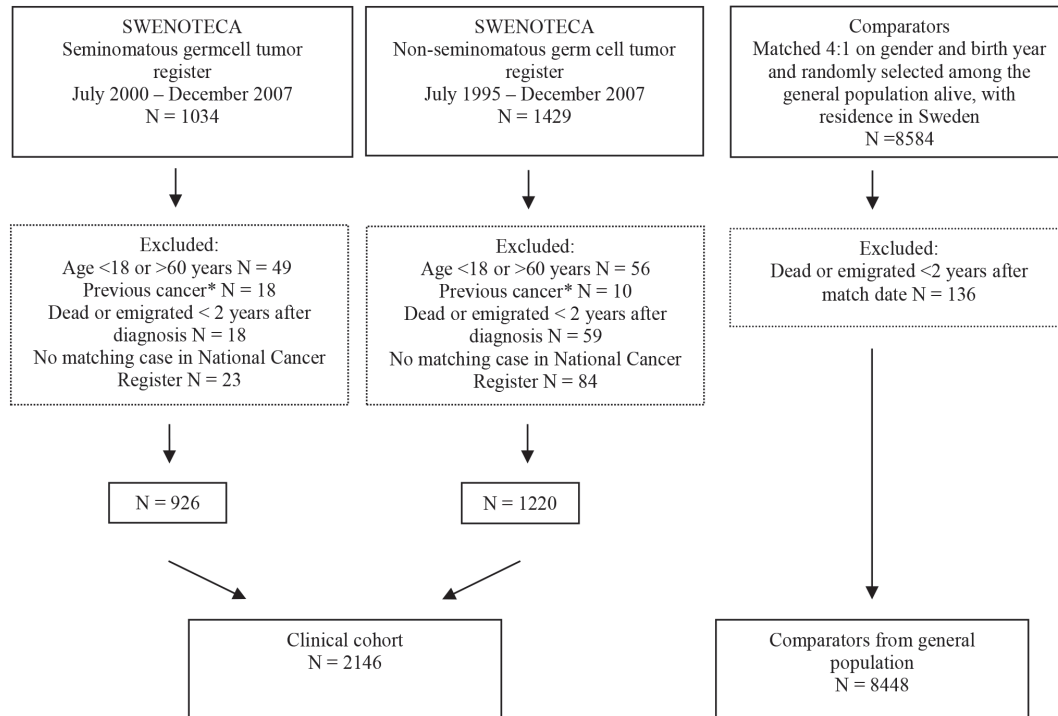 SWENOTECA
Seminomatous germcell tumor
register
July 2000 – December 2007
N = 1034
SWENOTECA
Non-seminomatous germ cell tumor
register
July 1995 – December 2007
N = 1429
Comparators
Matched 4:1 on gender and birth year
and randomly selected among the
general population alive, with
residence in Sweden
N =8584
Excluded:
Age <18 or >60 years N = 49
Previous cancer* N = 18
Dead or emigrated < 2 years after
diagnosis N = 18
No matching case in National Cancer
Register N = 23
Excluded:
Age <18 or >60 years N = 56
Previous cancer* N = 10
Dead or emigrated < 2 years after
diagnosis N = 59
No matching case in National Cancer
Register N = 84
Excluded:
Dead or emigrated <2 years after
match date N = 136
N = 926
N = 1220
Clinical cohort
N = 2146
Comparators from general
population
N = 8448